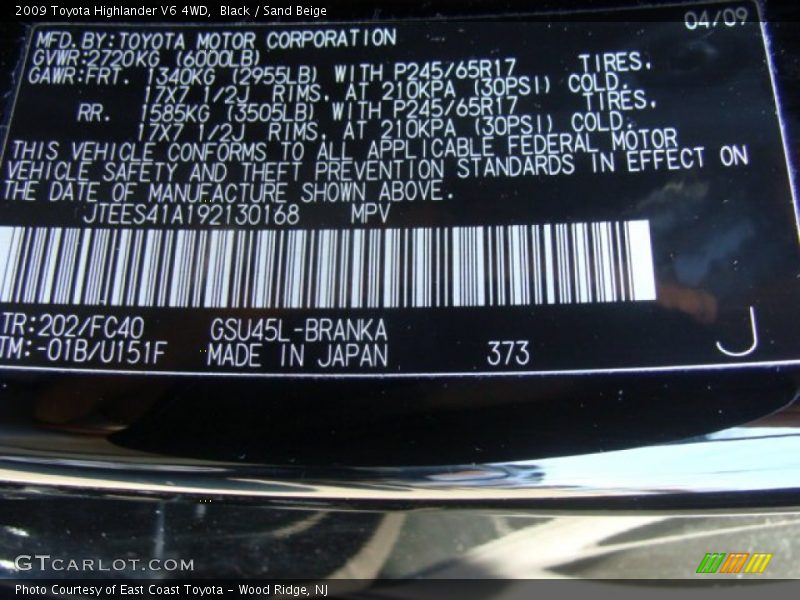 2009 Toyota Highlander V6 4WD,  Black / Sand Beige
04/09
MFD.BY:TOYOTA MOTOR CORPORATION
GVWR:2720KG (6000LB)
GAWR:FRT. 1340KG (2955LB) WITH P245/65R17 TIRES,
17X7 1/2J RIMS, AT 210KPA (30PSI) COLD.
RR. 1585KG (3505LB) WITH P245/65R17 TIRES,
17X7 1/2J RIMS, AT 210KPA (30PSI) COLD.
THIS VEHICLE CONFORMS TO ALL APPLICABLE FEDERAL MOTOR
VEHICLE SAFETY AND THEFT PREVENTION STANDARDS IN EFFECT ON
THE DATE OF MANUFACTURE SHOWN ABOVE.
JTEES41A192130168 MPV
TR:202/FC40 GSU45L-BRANKA
TM:-01B/U151F MADE IN JAPAN 373
J
GTCARLOT.COM
Photo Courtesy of East Coast Toyota - Wood Ridge, NJ